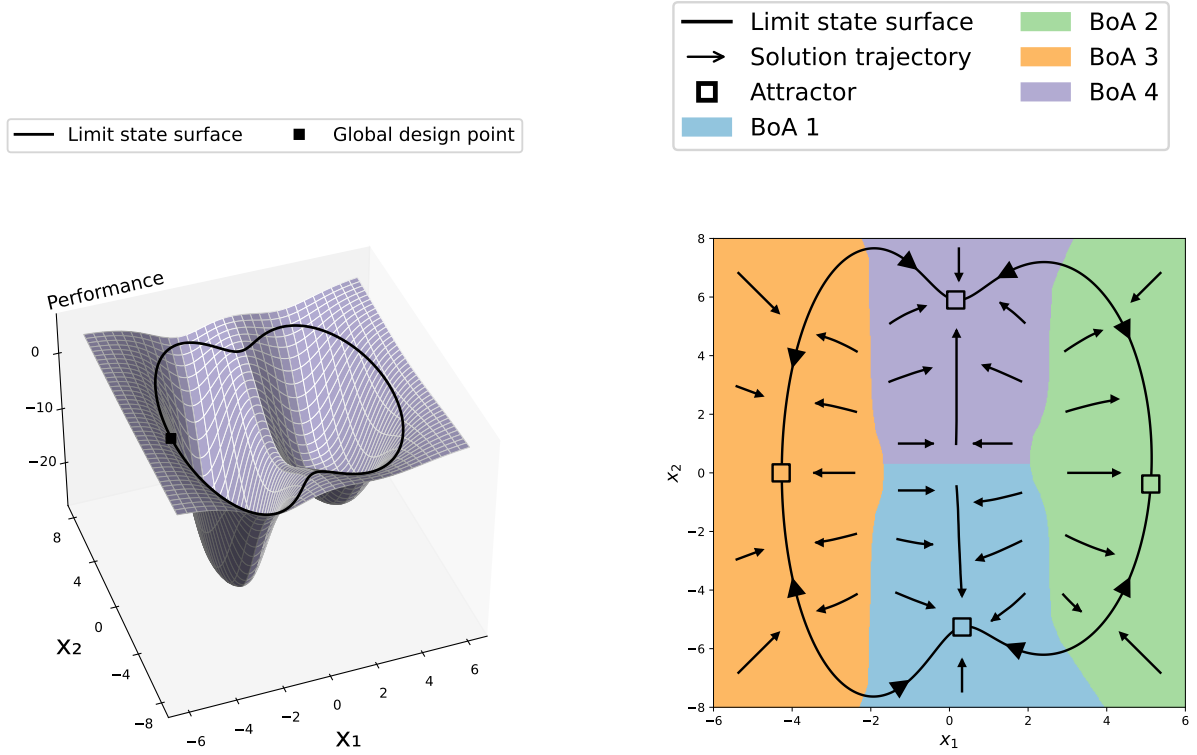 Limit state surface
Global design point
Performance
0
−10
−20
8
4
0
−4
−8
x₂
−6
−4
−2
0
2
4
6
x₁
Limit state surface
Solution trajectory
Attractor
BoA 1
BoA 2
BoA 3
BoA 4
8
6
4
2
0
−2
−4
−6
−8
x₂
−6
−4
−2
0
2
4
6
x₁